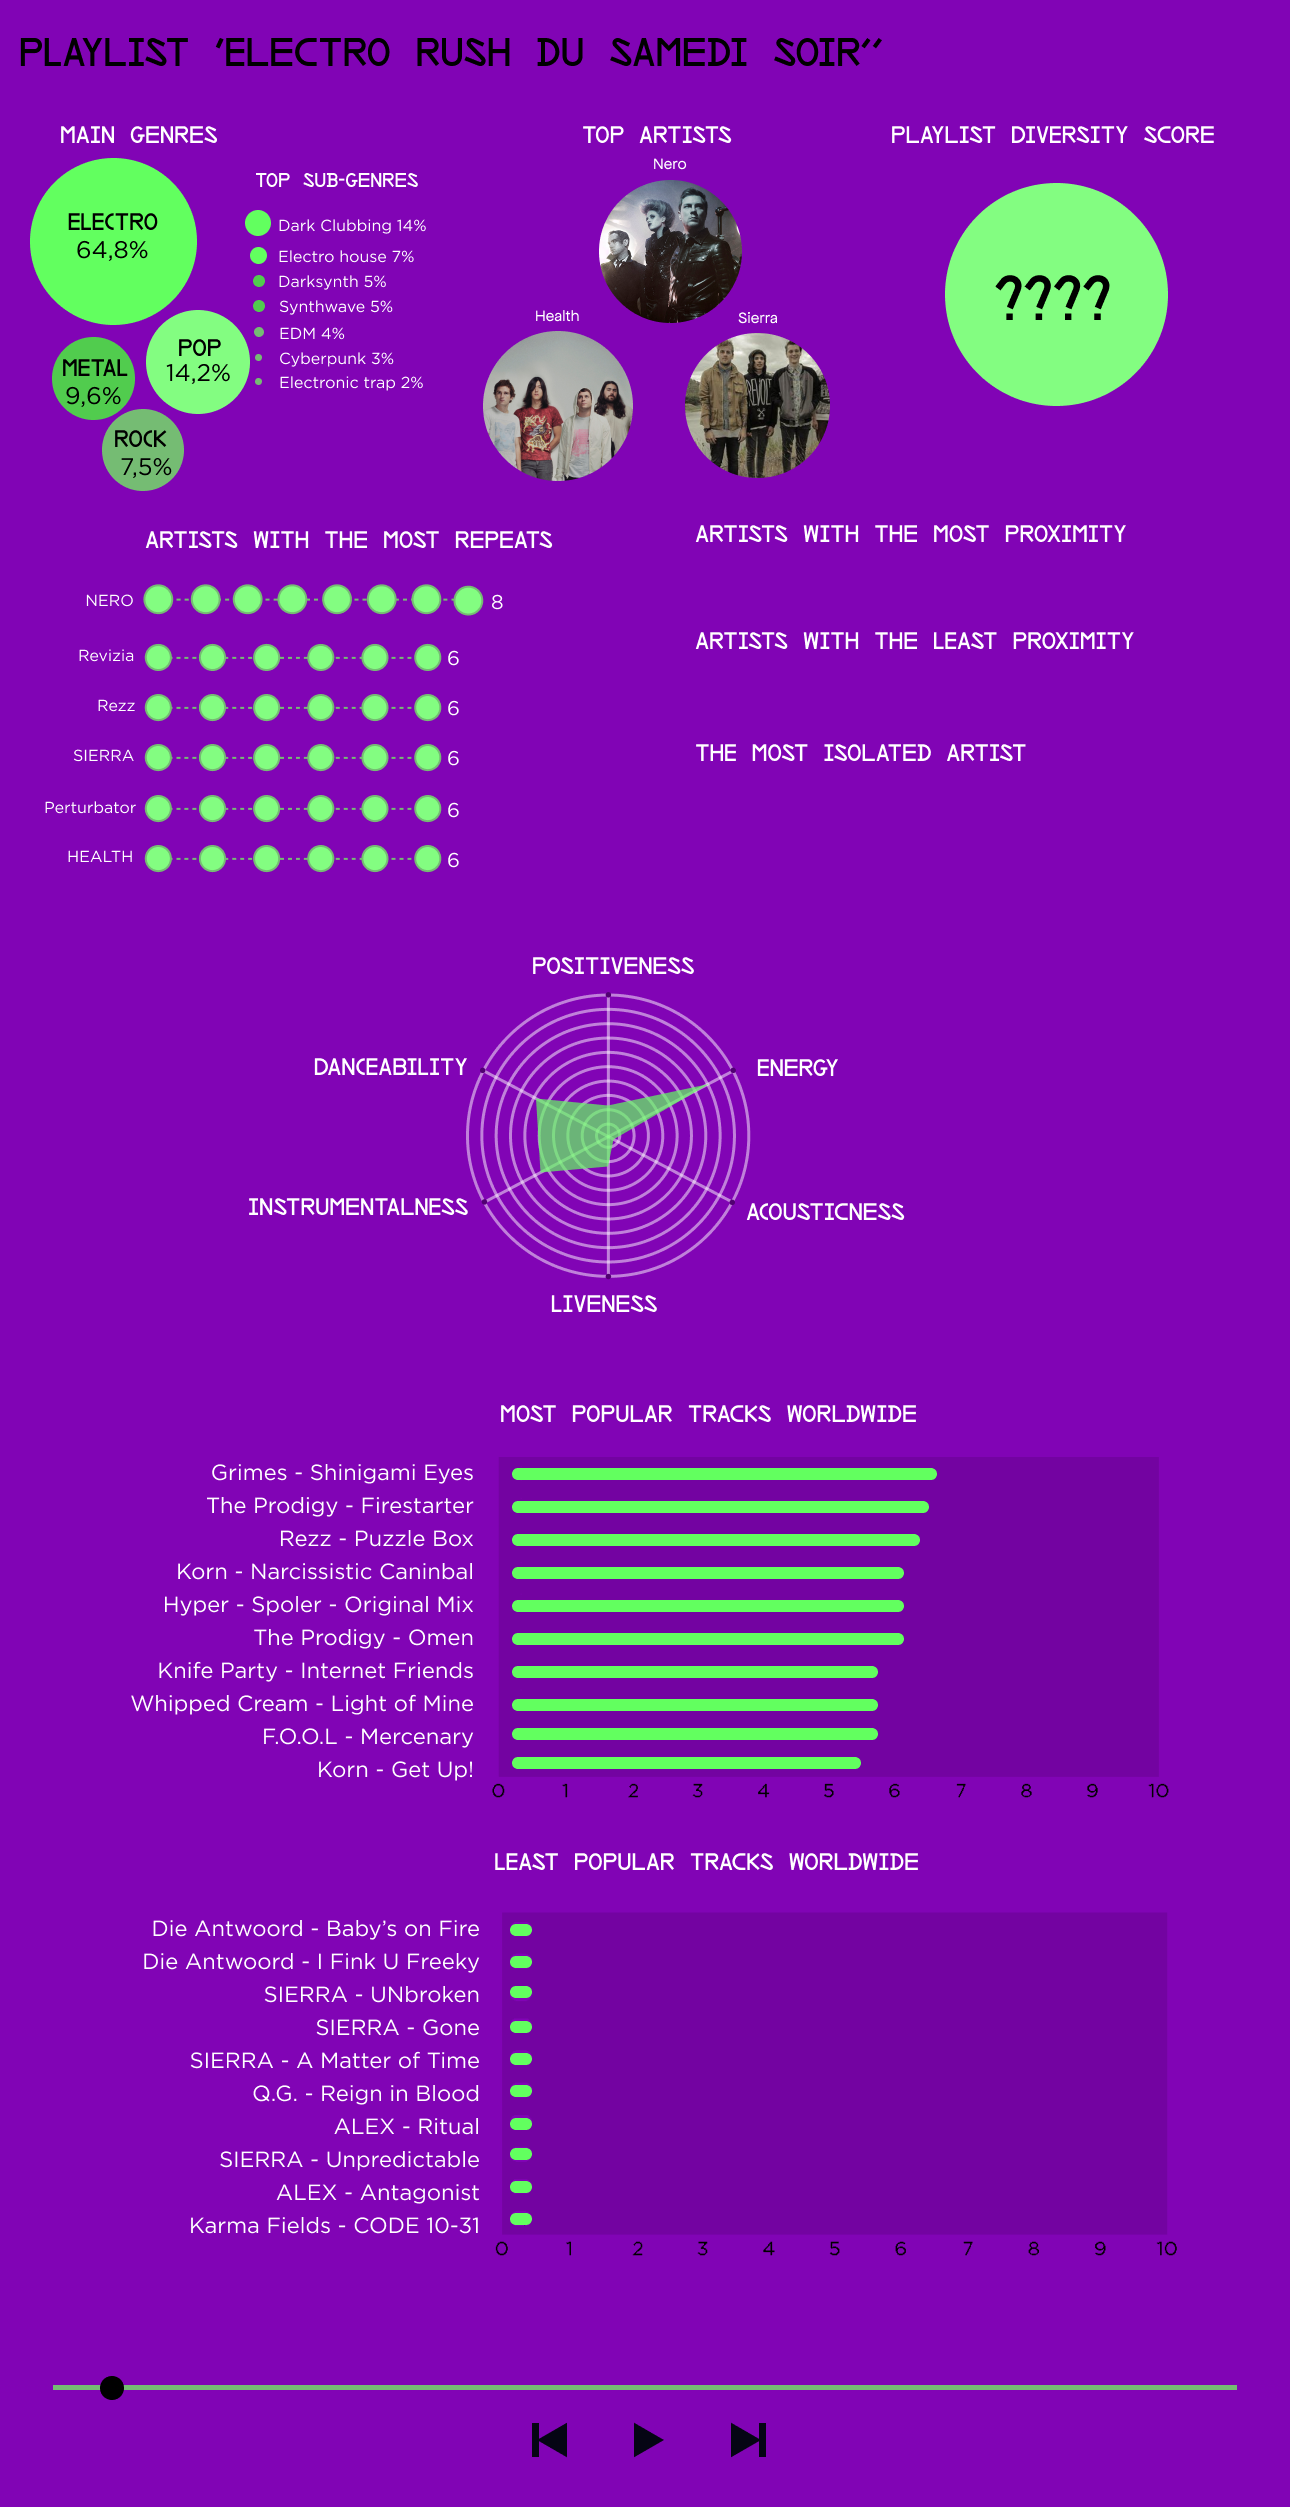 PLAYLIST 'ELECTRO RUSH DU SAMEDI SOIR''
MAIN GENRES
ELECTRO
64,8%
POP
14,2%
METAL
9,6%
ROCK
7,5%
TOP SUB-GENRES
Dark Clubbing 14%
Electro house 7%
Darksynth 5%
Synthwave 5%
EDM 4%
Cyberpunk 3%
Electronic trap 2%
TOP ARTISTS
Nero
Health
Sierra
REVOL
PLAYLIST DIVERSITY SCORE
????
ARTISTS WITH THE MOST REPEATS
NERO 8
Revizia 6
Rezz 6
SIERRA 6
Perturbator 6
HEALTH 6
ARTISTS WITH THE MOST PROXIMITY
ARTISTS WITH THE LEAST PROXIMITY
THE MOST ISOLATED ARTIST
POSITIVENESS
DANCEABILITY
ENERGY
INSTRUMENTALNESS
ACOUSTICNESS
LIVENESS
MOST POPULAR TRACKS WORLDWIDE
Grimes - Shinigami Eyes
The Prodigy - Firestarter
Rezz - Puzzle Box
Korn - Narcissistic Caninbal
Hyper - Spoler - Original Mix
The Prodigy - Omen
Knife Party - Internet Friends
Whipped Cream - Light of Mine
F.O.O.L - Mercenary
Korn - Get Up!
0 1 2 3 4 5 6 7 8 9 10
LEAST POPULAR TRACKS WORLDWIDE
Die Antwoord - Baby's on Fire
Die Antwoord - I Fink U Freeky
SIERRA - UNbroken
SIERRA - Gone
SIERRA - A Matter of Time
Q.G. - Reign in Blood
ALEX - Ritual
SIERRA - Unpredictable
ALEX - Antagonist
Karma Fields - CODE 10-31
0 1 2 3 4 5 6 7 8 9 10